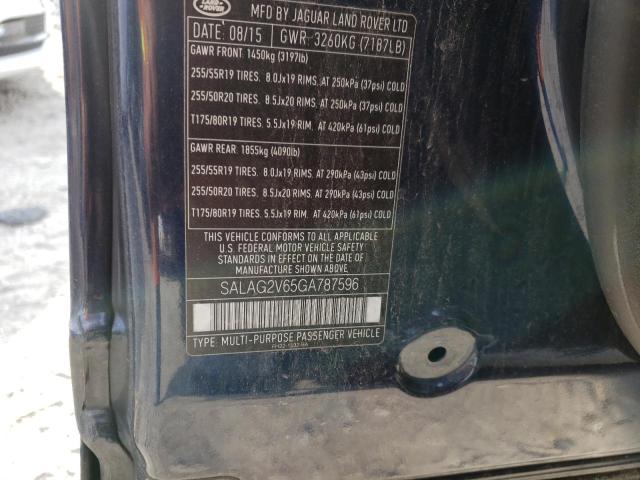 LAND
ROVER
MFD BY JAGUAR LAND ROVER LTD
DATE: 08/15 GWR: 3260KG (7187LB)
GAWR FRONT: 1450kg (3197lb)
255/55R19 TIRES. 8.0Jx19 RIMS. AT 250kPa (37psi) COLD
255/50R20 TIRES. 8.5Jx20 RIMS. AT 250kPa (37psi) COLD
T175/80R19 TIRES. 5.5Jx19 RIM. AT 420kPa (61psi) COLD
GAWR REAR: 1855kg (4090lb)
255/55R19 TIRES. 8.0Jx19 RIMS. AT 290kPa (43psi) COLD
255/50R20 TIRES. 8.5Jx20 RIMS. AT 290kPa (43psi) COLD
T175/80R19 TIRES. 5.5Jx19 RIM. AT 420kPa (61psi) COLD
THIS VEHICLE CONFORMS TO ALL APPLICABLE
U.S. FEDERAL MOTOR VEHICLE SAFETY
STANDARDS IN EFFECT ON THE DATE OF
MANUFACTURE SHOWN ABOVE.
SALAG2V65GA787596
TYPE: MULTI-PURPOSE PASSENGER VEHICLE